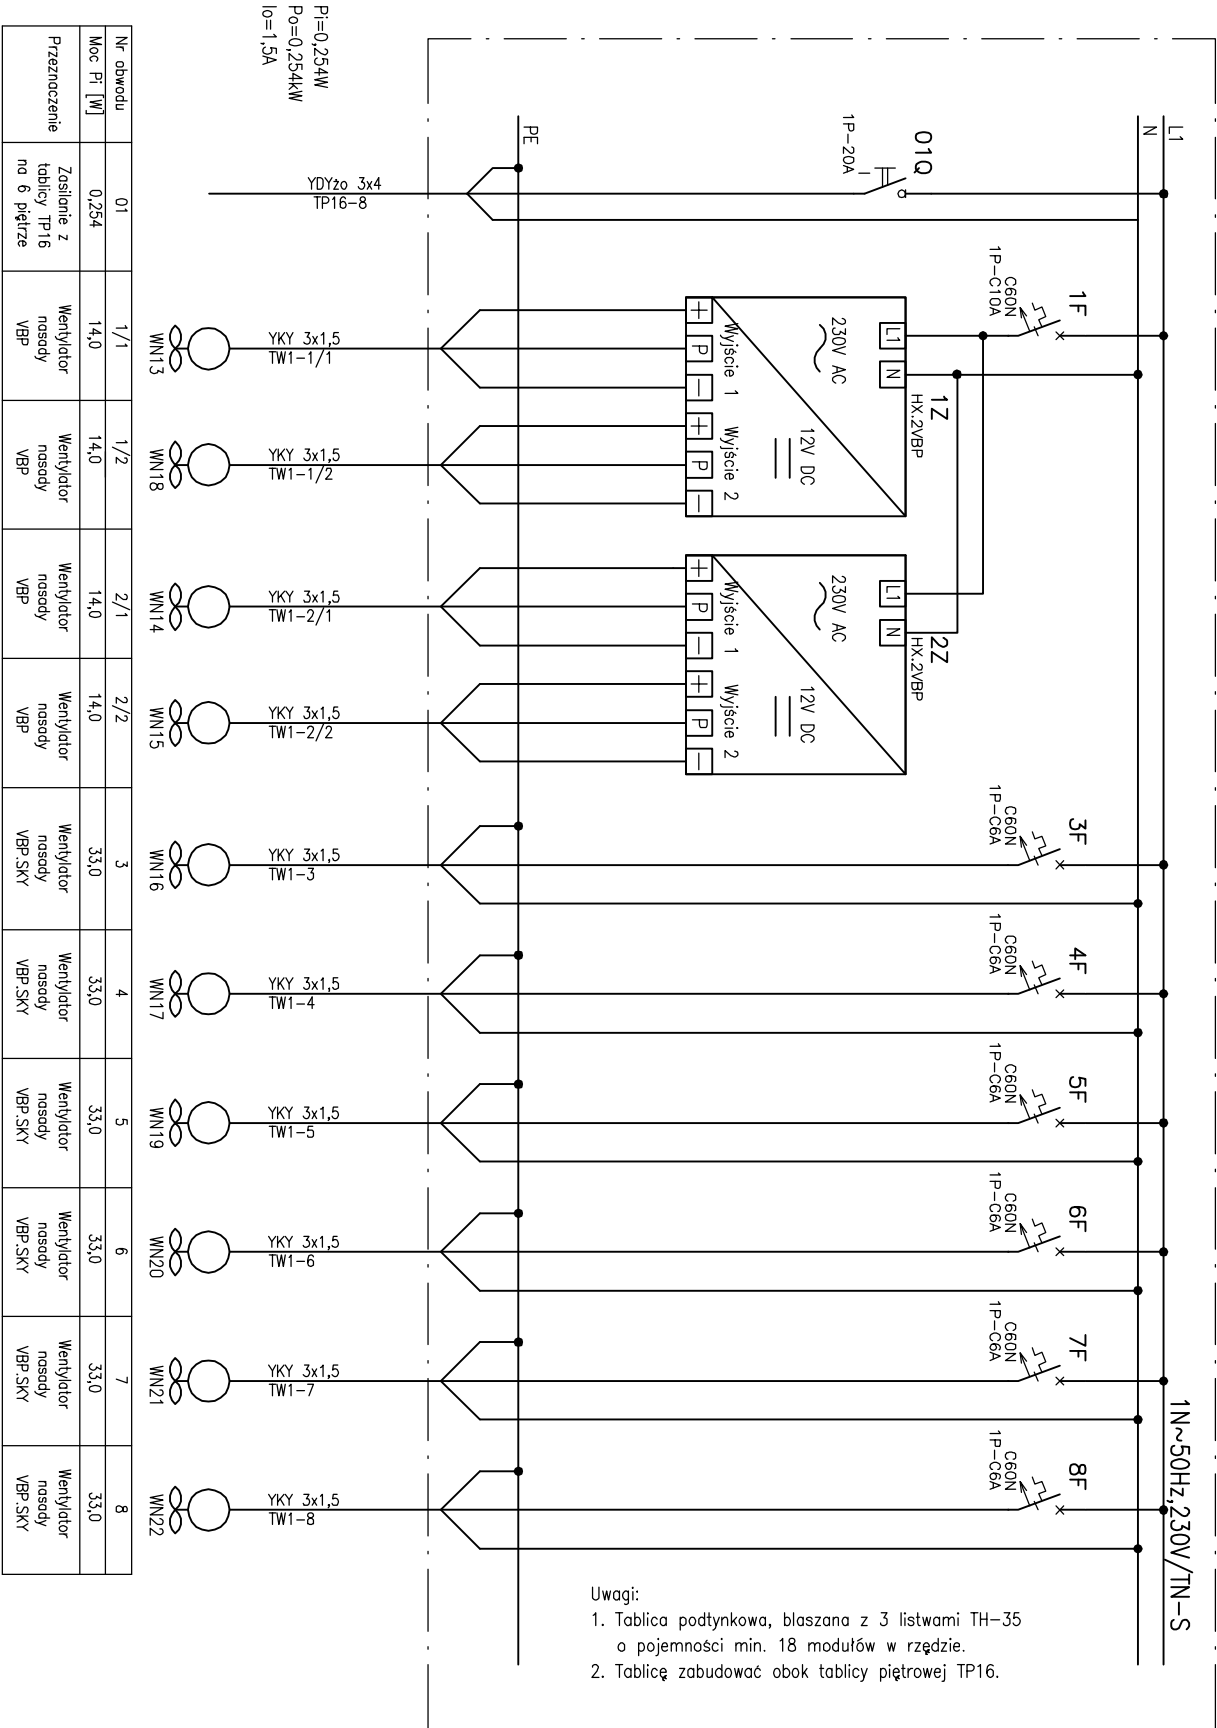 L1
N
PE
1N~50Hz,230V/TN-S
01Q
1P-20A
YDYżo 3x4
TP16-8
Pi=0,254W
Po=0,254kW
Io=1,5A
1F
C60N
1P-C10A
1Z
HX.2VBP
L1
N
230V AC
12V DC
Wyjście 1
Wyjście 2
+
P
-
+
P
-
2Z
HX.2VBP
L1
N
230V AC
12V DC
Wyjście 1
Wyjście 2
+
P
-
+
P
-
3F
C60N
1P-C6A
4F
C60N
1P-C6A
5F
C60N
1P-C6A
6F
C60N
1P-C6A
7F
C60N
1P-C6A
8F
C60N
1P-C6A
YKY 3x1,5
TW1-1/1
YKY 3x1,5
TW1-1/2
YKY 3x1,5
TW1-2/1
YKY 3x1,5
TW1-2/2
YKY 3x1,5
TW1-3
YKY 3x1,5
TW1-4
YKY 3x1,5
TW1-5
YKY 3x1,5
TW1-6
YKY 3x1,5
TW1-7
YKY 3x1,5
TW1-8
WN13
WN18
WN14
WN15
WN16
WN17
WN19
WN20
WN21
WN22
Nr obwodu 01 1/1 1/2 2/1 2/2 3 4 5 6 7 8
Moc Pi [W] 0,254 14,0 14,0 14,0 14,0 33,0 33,0 33,0 33,0 33,0 33,0
Przeznaczenie
Zasilanie z
tablicy TP16
na 6 piętrze
Wentylator
nasady
VBP
Wentylator
nasady
VBP
Wentylator
nasady
VBP
Wentylator
nasady
VBP
Wentylator
nasady
VBP.SKY
Wentylator
nasady
VBP.SKY
Wentylator
nasady
VBP.SKY
Wentylator
nasady
VBP.SKY
Wentylator
nasady
VBP.SKY
Wentylator
nasady
VBP.SKY
Uwagi:
1. Tablica podtynkowa, blaszana z 3 listwami TH-35
o pojemności min. 18 modułów w rzędzie.
2. Tablicę zabudować obok tablicy piętrowej TP16.